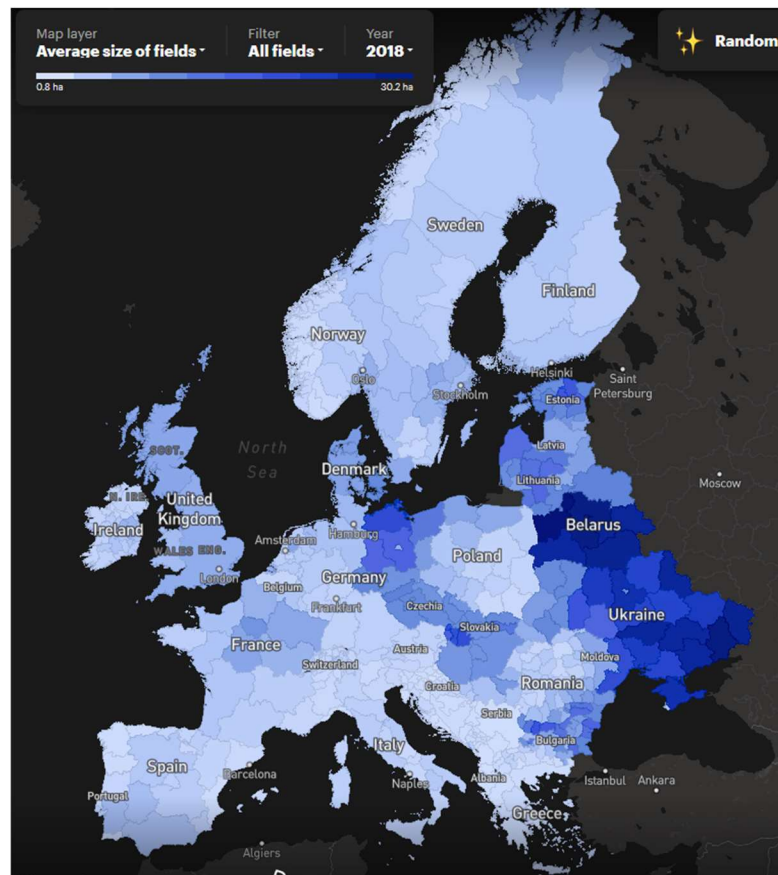 Map layer
Average size of fields
Filter
All fields
Year
2018
0.8 ha
30.2 ha
Random
Sweden
Finland
Norway
Oslo
Helsinki
Saint
Petersburg
Stockholm
Estonia
North
Sea
SCOT.
Latvia
Denmark
Lithuania
Moscow
N. IRE.
United
Kingdom
Ireland
Belarus
Hamburg
Amsterdam
WALES
ENG.
Poland
London
Germany
Belgium
Frankfurt
Czechia
Ukraine
Slovakia
France
Austria
Moldova
Switzerland
Romania
Croatia
Serbia
Italy
Bulgaria
Spain
Barcelona
Naples
Albania
Istanbul
Ankara
Portugal
Greece
Algiers